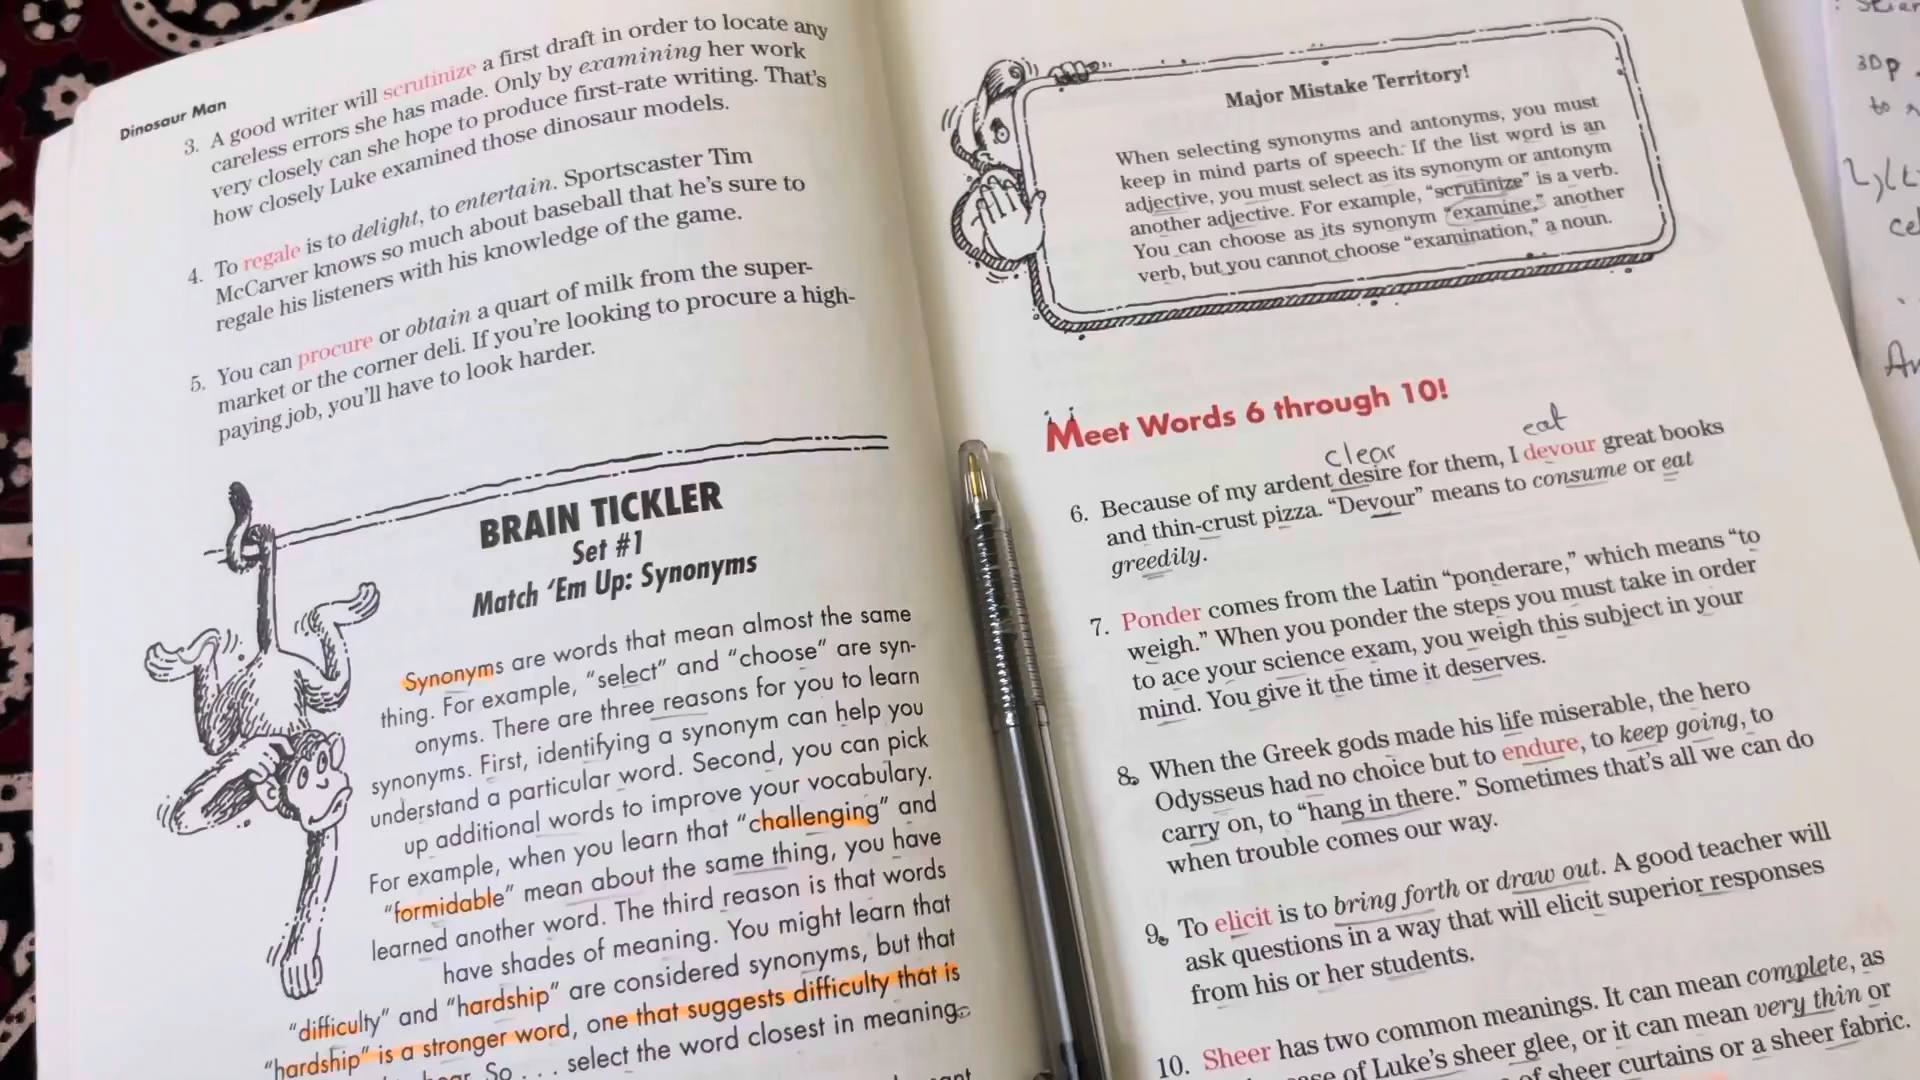 Dinosaur Man
3. A good writer will scrutinize a first draft in order to locate any
careless errors she has made. Only by examining her work
very closely can she hope to produce first-rate writing. That's
how closely Luke examined those dinosaur models.
4. To regale is to delight, to entertain. Sportscaster Tim
McCarver knows so much about baseball that he's sure to
regale his listeners with his knowledge of the game.
5. You can procure or obtain a quart of milk from the super-
market or the corner deli. If you're looking to procure a high-
paying job, you'll have to look harder.
BRAIN TICKLER
Set #1
Match 'Em Up: Synonyms
Synonyms are words that mean almost the same
thing. For example, "select" and "choose" are syn-
onyms. There are three reasons for you to learn
synonyms. First, identifying a synonym can help you
understand a particular word. Second, you can pick
up additional words to improve your vocabulary.
For example, when you learn that "challenging" and
"formidable" mean about the same thing, you have
learned another word. The third reason is that words
have shades of meaning. You might learn that
"difficulty" and "hardship" are considered synonyms, but that
"hardship" is a stronger word, one that suggests difficulty that is
So . . . select the word closest in meaning
Major Mistake Territory!
When selecting synonyms and antonyms, you must
keep in mind parts of speech: If the list word is an
adjective, you must select as its synonym or antonym
another adjective. For example, "scrutinize" is a verb.
You can choose as its synonym "examine," another
verb, but you cannot choose "examination," a noun.
Meet Words 6 through 10!
clear eat
6. Because of my ardent desire for them, I devour great books
and thin-crust pizza. "Devour" means to consume or eat
greedily.
7. Ponder comes from the Latin "ponderare," which means "to
weigh." When you ponder the steps you must take in order
to ace your science exam, you weigh this subject in your
mind. You give it the time it deserves.
8. When the Greek gods made his life miserable, the hero
Odysseus had no choice but to endure, to keep going, to
carry on, to "hang in there." Sometimes that's all we can do
when trouble comes our way.
9. To elicit is to bring forth or draw out. A good teacher will
ask questions in a way that will elicit superior responses
from his or her students.
10. Sheer has two common meanings. It can mean complete, as
of Luke's sheer glee, or it can mean very thin or
of sheer curtains or a sheer fabric.
30p
to